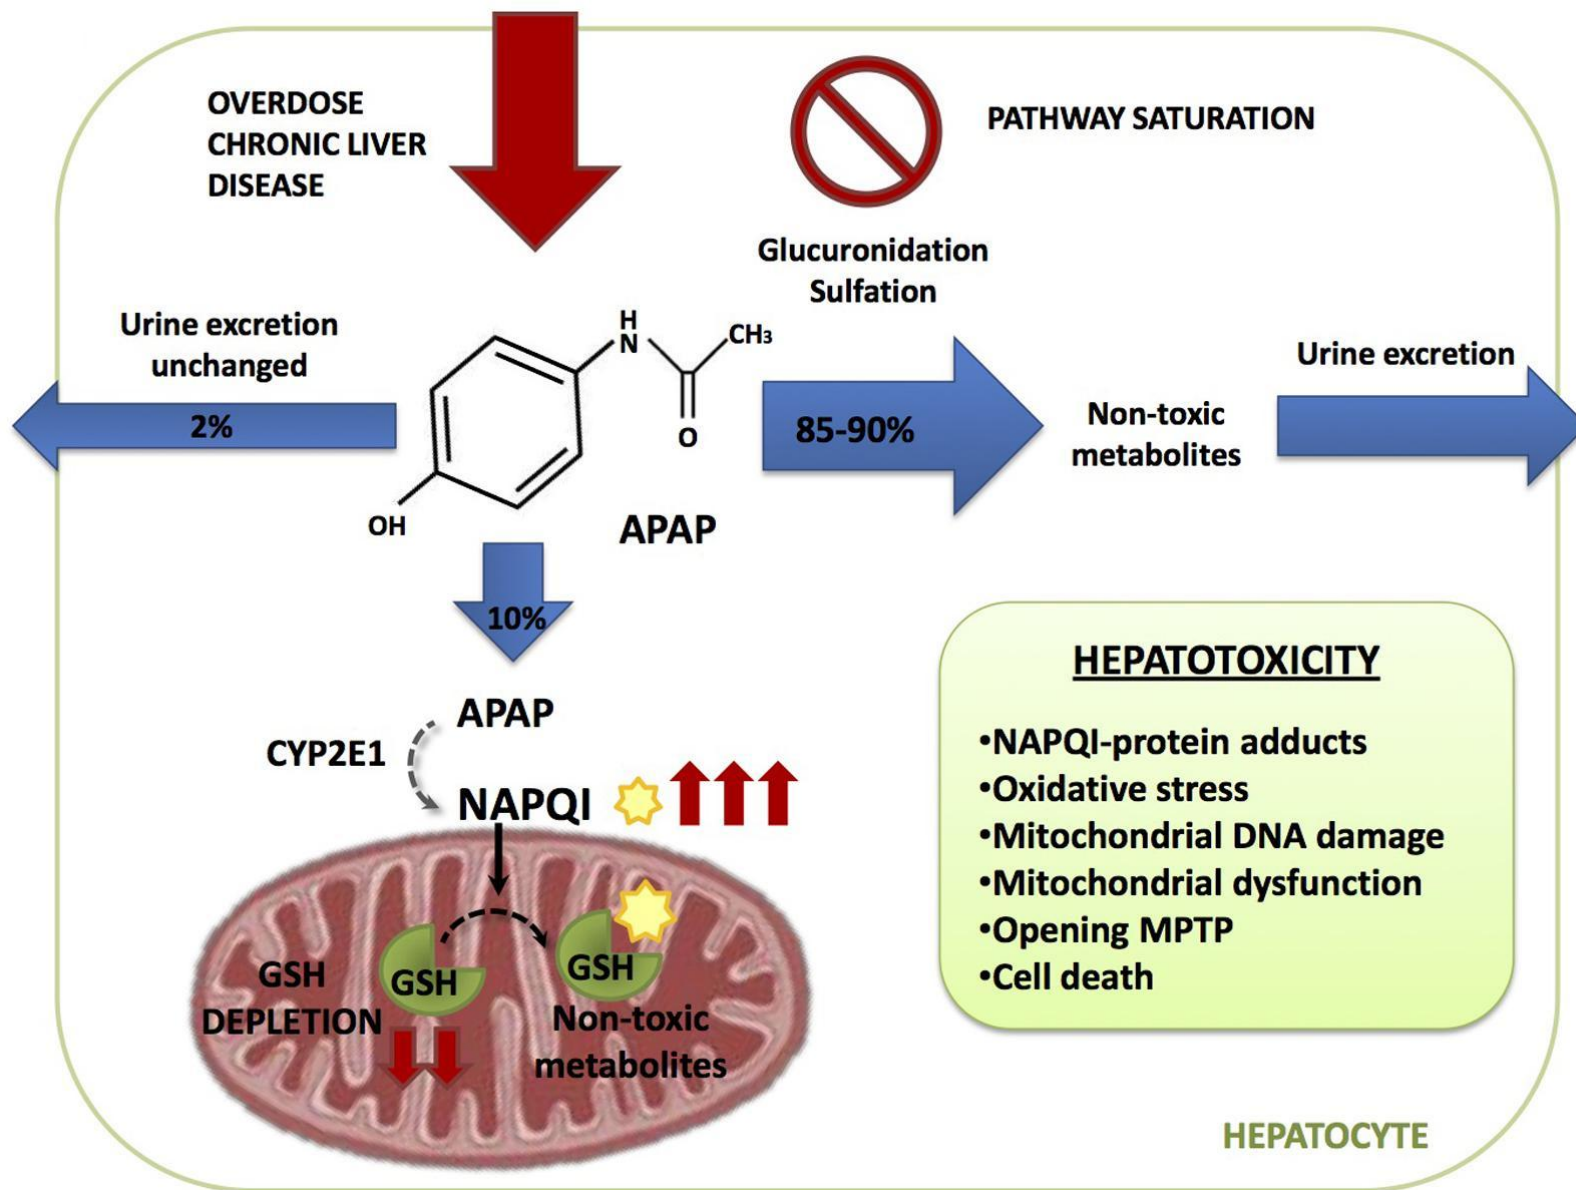 OVERDOSE
CHRONIC LIVER
DISEASE
PATHWAY SATURATION
Glucuronidation
Sulfation
Urine excretion
unchanged
2%
H
N
CH₃
O
OH
APAP
85-90%
Non-toxic
metabolites
Urine excretion
10%
APAP
CYP2E1
NAPQI
GSH
DEPLETION
GSH
GSH
Non-toxic
metabolites
HEPATOTOXICITY
•NAPQI-protein adducts
•Oxidative stress
•Mitochondrial DNA damage
•Mitochondrial dysfunction
•Opening MPTP
•Cell death
HEPATOCYTE